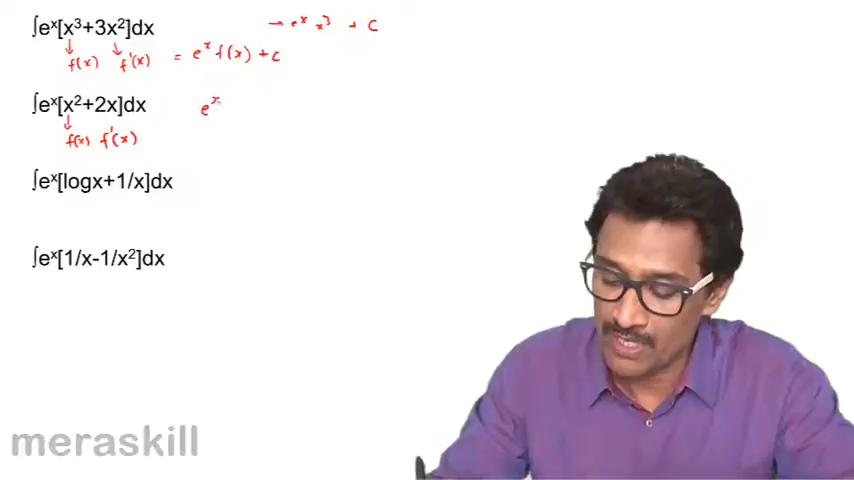 ∫eˣ[x³+3x²]dx → eˣ x³ + c
f(x) f'(x) = eˣ f(x) + c
∫eˣ[x²+2x]dx eˣ
f(x) f'(x)
∫eˣ[logx+1/x]dx
∫eˣ[1/x-1/x²]dx
meraskill